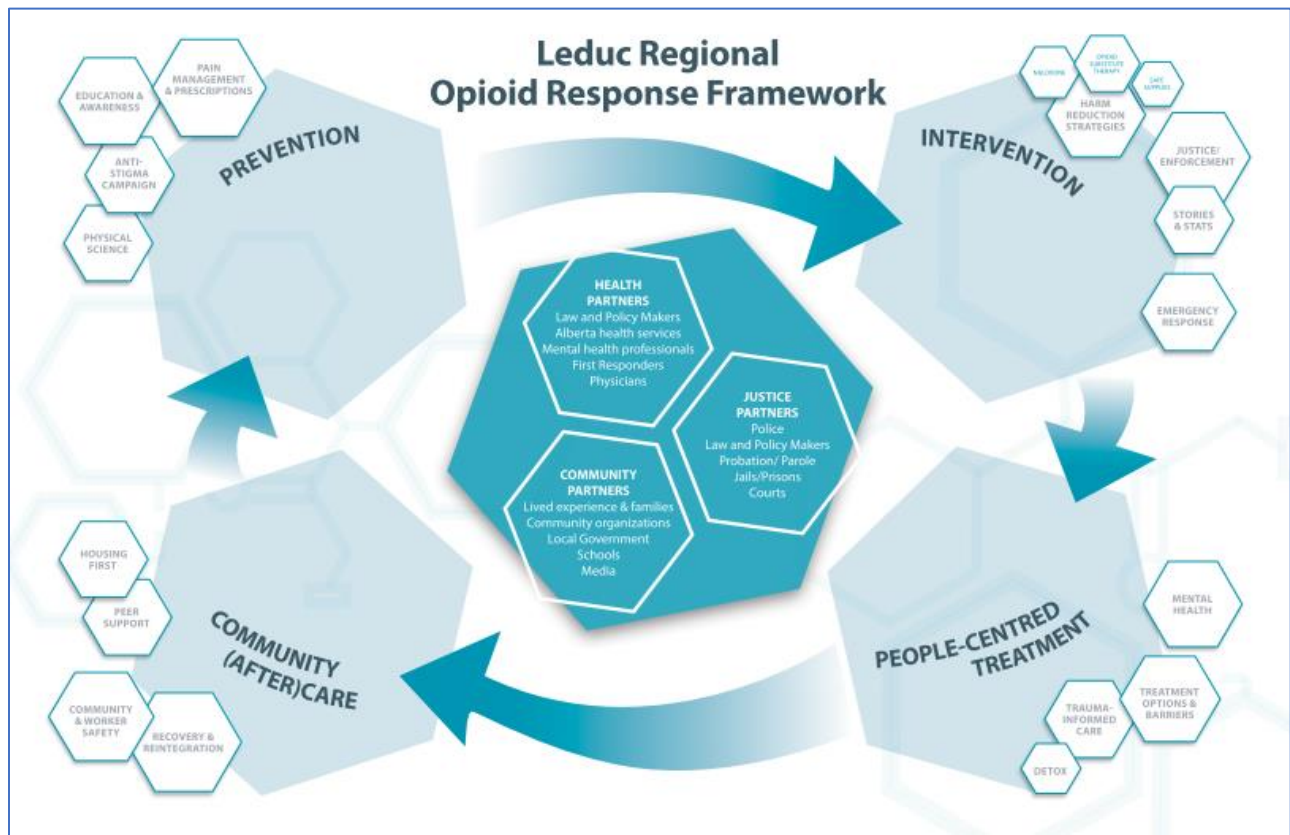 Leduc Regional
Opioid Response Framework
PREVENTION
EDUCATION &
AWARENESS
PAIN
MANAGEMENT
& PRESCRIPTIONS
ANTI-
STIGMA
CAMPAIGN
PHYSICAL
SCIENCE
INTERVENTION
NALOXONE
OPIOID
SUBSTITUTE
THERAPY
SAFE
SUPPLIES
HARM
REDUCTION
STRATEGIES
JUSTICE/
ENFORCEMENT
STORIES
& STATS
EMERGENCY
RESPONSE
HEALTH
PARTNERS
Law and Policy Makers
Alberta health services
Mental health professionals
First Responders
Physicians
JUSTICE
PARTNERS
Police
Law and Policy Makers
Probation/ Parole
Jails/Prisons
Courts
COMMUNITY
PARTNERS
Lived experience & families
Community organizations
Local Government
Schools
Media
PEOPLE-CENTRED
TREATMENT
MENTAL
HEALTH
TREATMENT
OPTIONS &
BARRIERS
TRAUMA-
INFORMED
CARE
DETOX
COMMUNITY
(AFTER)CARE
HOUSING
FIRST
PEER
SUPPORT
COMMUNITY
& WORKER
SAFETY
RECOVERY &
REINTEGRATION